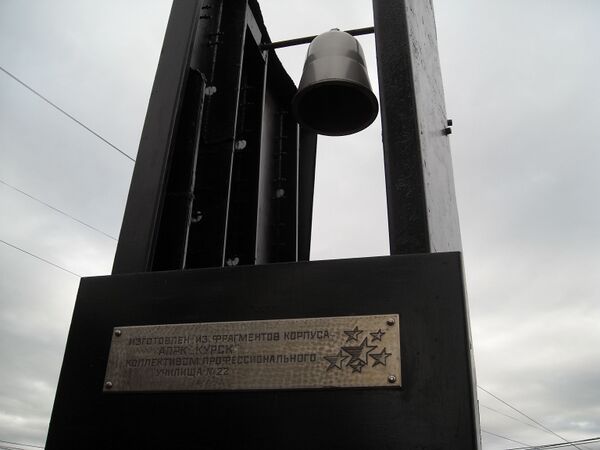 ИЗГОТОВЛЕН ИЗ ФРАГМЕНТОВ КОРПУСА
АПРК КУРСК
КОЛЛЕКТИВОМ ПРОФЕССИОНАЛЬНОГО
УЧИЛИЩА №22